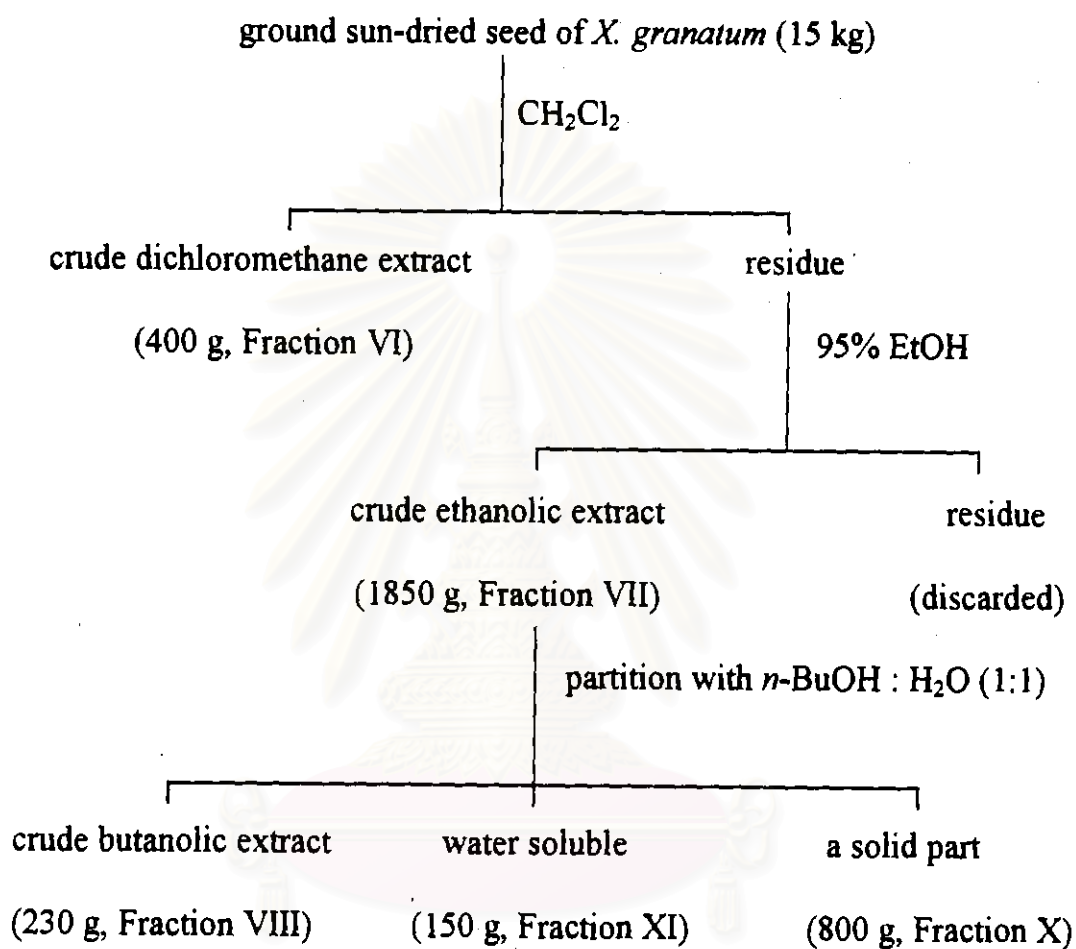 ground sun-dried seed of X. granatum (15 kg)
CH₂Cl₂
crude dichloromethane extract
residue
(400 g, Fraction VI)
95% EtOH
crude ethanolic extract
residue
(1850 g, Fraction VII)
(discarded)
partition with n-BuOH : H₂O (1:1)
crude butanolic extract
water soluble
a solid part
(230 g, Fraction VIII)
(150 g, Fraction XI)
(800 g, Fraction X)